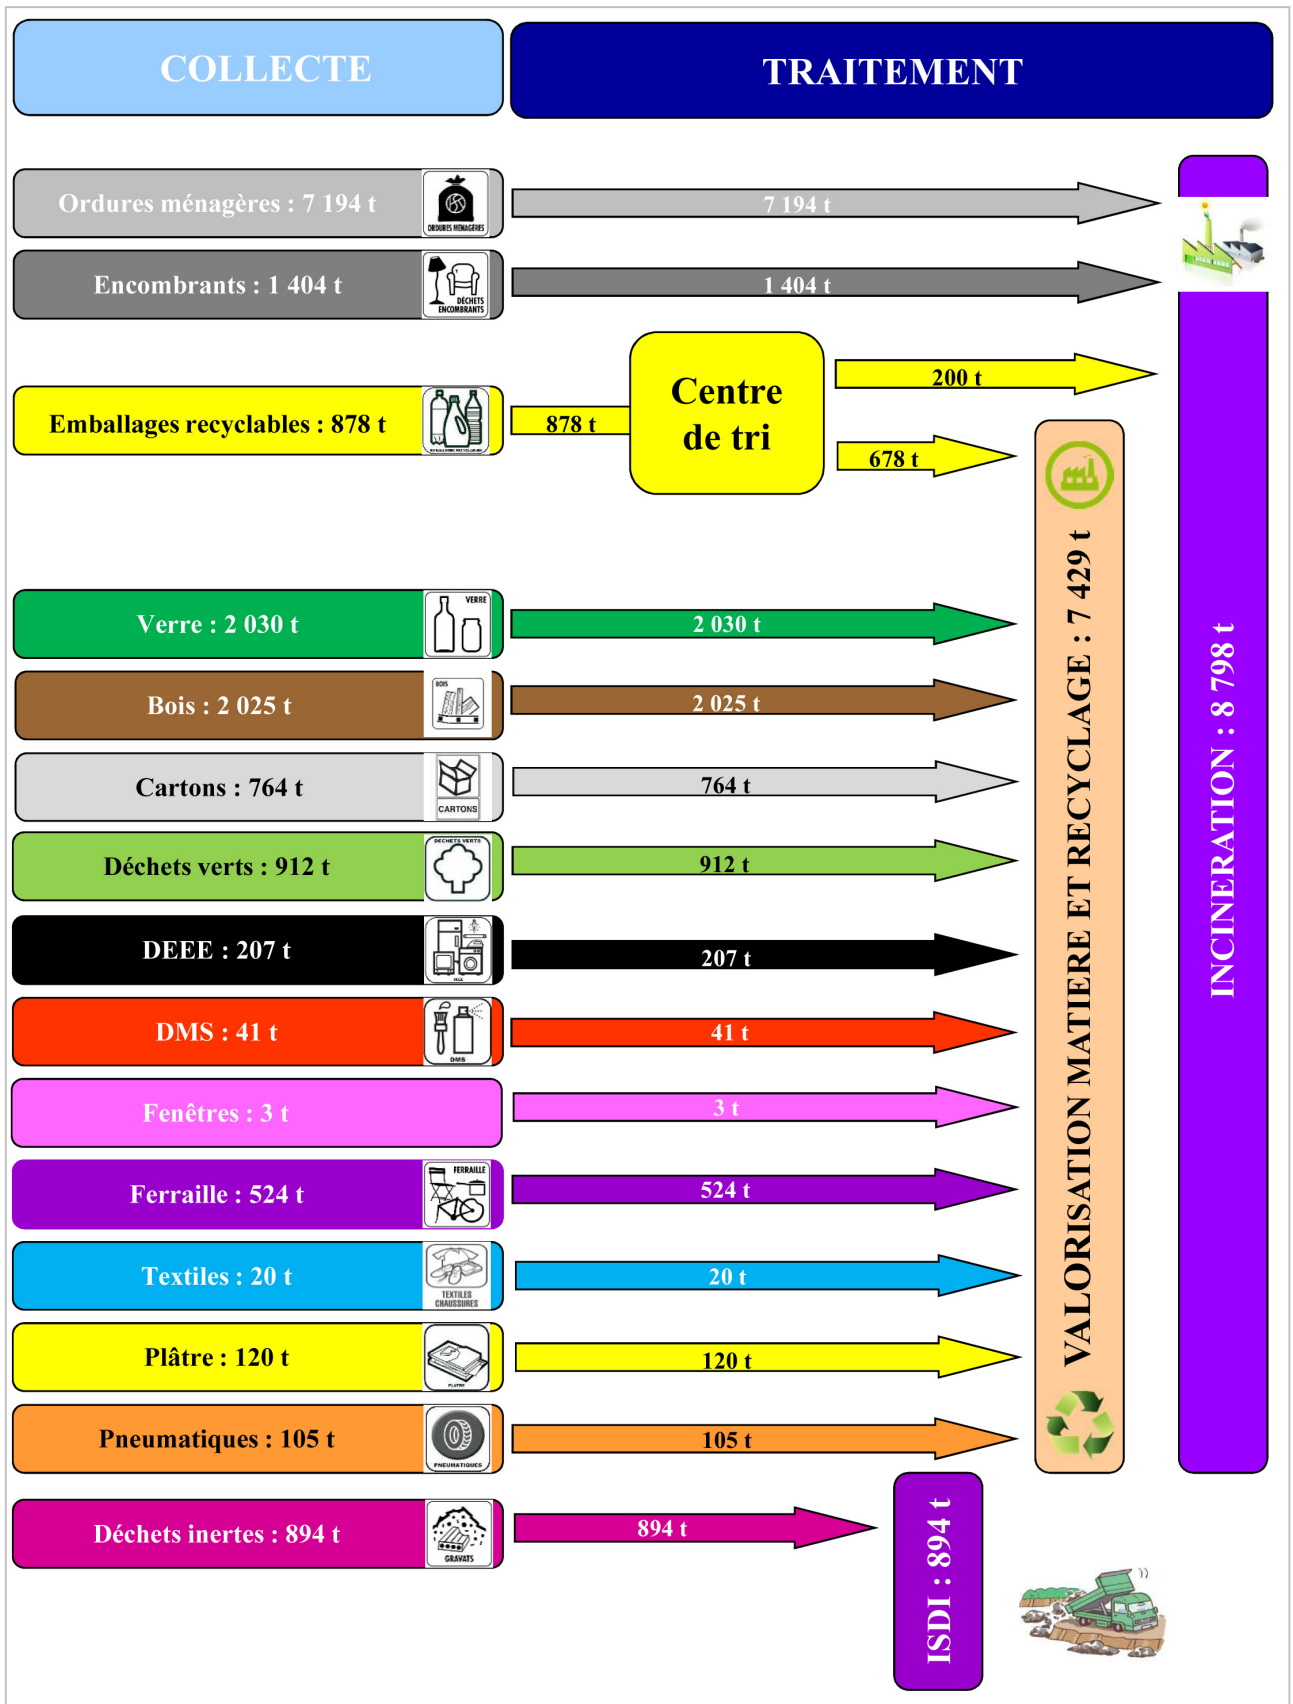 COLLECTE
TRAITEMENT
Ordures ménagères : 7 194 t
ORDURES MENAGÈRES
7 194 t
Encombrants : 1 404 t
DÉCHETS
ENCOMBRANTS
1 404 t
Emballages recyclables : 878 t
878 t
Centre
de tri
200 t
678 t
Verre : 2 030 t
VERRE
2 030 t
Bois : 2 025 t
BOIS
2 025 t
Cartons : 764 t
CARTONS
764 t
Déchets verts : 912 t
DECHETS VERTS
912 t
DEEE : 207 t
207 t
DMS : 41 t
DMS
41 t
Fenêtres : 3 t
3 t
Ferraille : 524 t
FERRAILLE
524 t
Textiles : 20 t
TEXTILES
CHAUSSURES
20 t
Plâtre : 120 t
PLATRE
120 t
Pneumatiques : 105 t
PNEUMATIQUES
105 t
Déchets inertes : 894 t
GRAVATS
894 t
VALORISATION MATIERE ET RECYCLAGE : 7 429 t
INCINERATION : 8 798 t
ISDI : 894 t